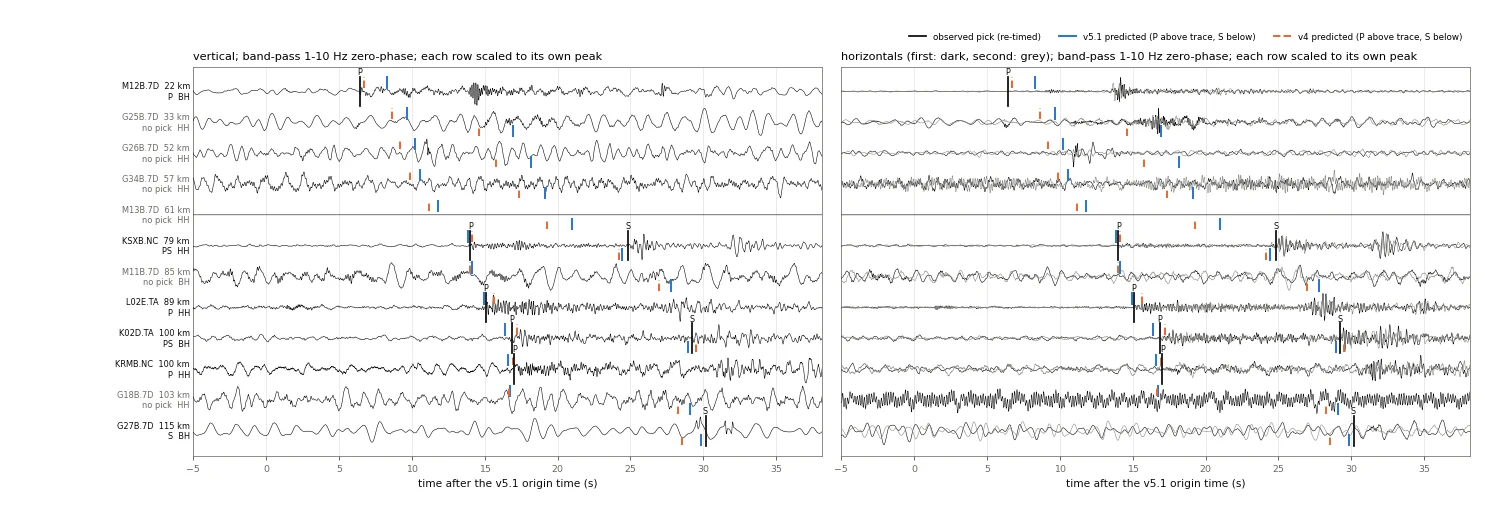 observed pick (re-timed) v5.1 predicted (P above trace, S below) v4 predicted (P above trace, S below)
vertical; band-pass 1-10 Hz zero-phase; each row scaled to its own peak
horizontals (first: dark, second: grey); band-pass 1-10 Hz zero-phase; each row scaled to its own peak
P P
M12B.7D 22 km
P BH
G25B.7D 33 km
no pick HH
G26B.7D 52 km
no pick HH
G34B.7D 57 km
no pick HH
M13B.7D 61 km
no pick HH
P S P S
KSXB.NC 79 km
PS BH
M11B.7D 85 km
no pick BH
P P
L02E.TA 89 km
P HH
P S P S
K02D.TA 100 km
PS BH
P P
KRMB.NC 100 km
P HH
G18B.7D 103 km
no pick HH
S S
G27B.7D 115 km
S BH
−5 0 5 10 15 20 25 30 35
−5 0 5 10 15 20 25 30 35
time after the v5.1 origin time (s)
time after the v5.1 origin time (s)